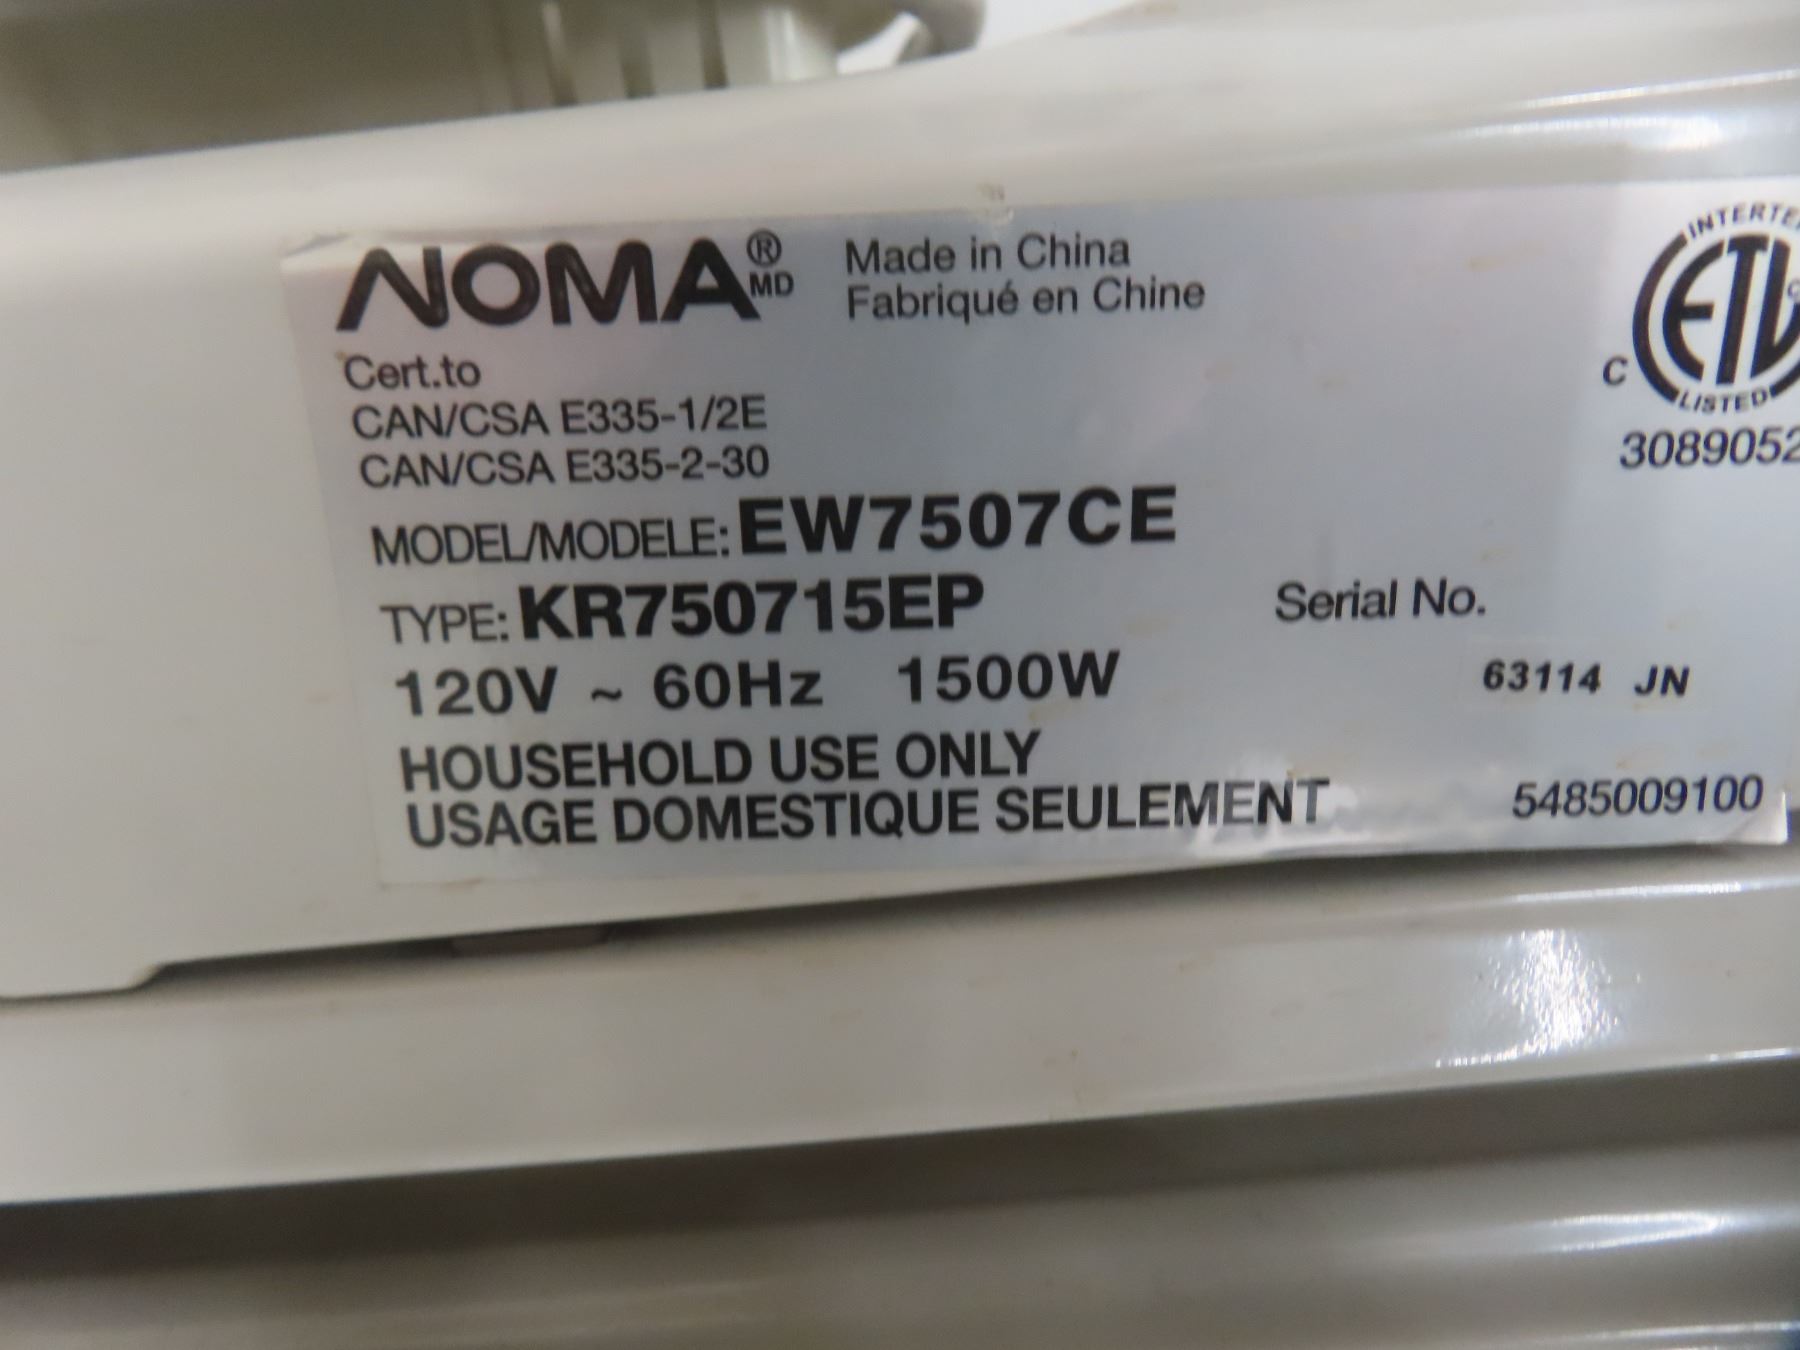 NOMA®
MD
Made in China
Fabriqué en Chine
Cert.to
CAN/CSA E335-1/2E
CAN/CSA E335-2-30
MODEL/MODELE: EW7507CE
TYPE: KR750715EP
120V ~ 60Hz 1500W
HOUSEHOLD USE ONLY
USAGE DOMESTIQUE SEULEMENT
C
ETL
LISTED
3089052
Serial No.
63114 JN
5485009100